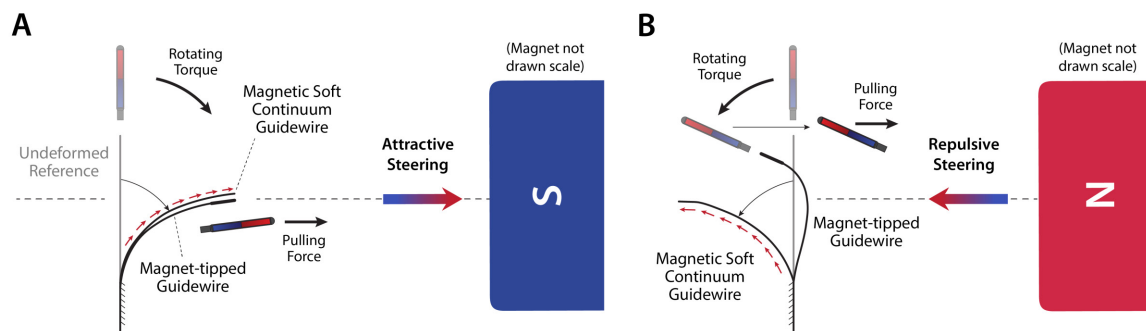 A
Rotating
Torque
Magnetic Soft
Continuum
Guidewire
Undeformed
Reference
Magnet-tipped
Guidewire
Pulling
Force
Attractive
Steering
(Magnet not
drawn scale)
S
B
Rotating
Torque
Pulling
Force
Repulsive
Steering
Magnet-tipped
Guidewire
Magnetic Soft
Continuum
Guidewire
(Magnet not
drawn scale)
N